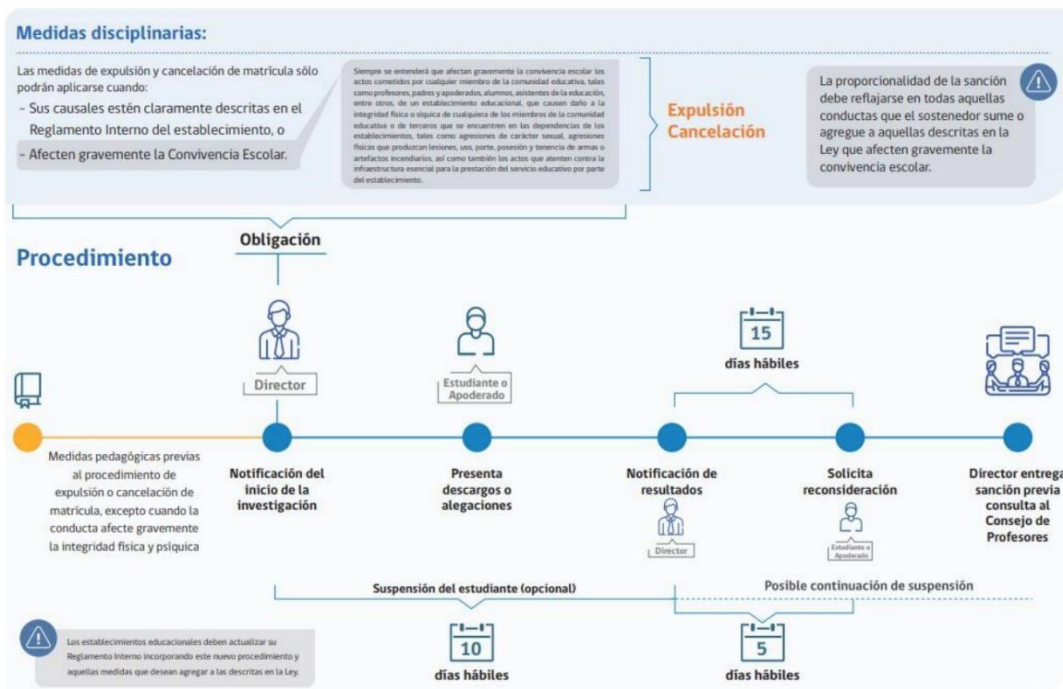 Medidas disciplinarias:
Las medidas de expulsión y cancelación de matrícula sólo
podrán aplicarse cuando:
- Sus causales estén claramente descritas en el
Reglamento Interno del establecimiento, o
- Afecten gravemente la Convivencia Escolar.
Siempre se entenderá que afectan gravemente la convivencia escolar los
actos cometidos por cualquier miembro de la comunidad educativa, tales
como profesores, padres y apoderados, alumnos, asistentes de la educación,
entre otros, de un establecimiento educacional, que causen daño a la
integridad física o síquica de cualquiera de los miembros de la comunidad
educativa o de terceros que se encuentren en las dependencias de los
establecimientos, tales como agresiones de carácter sexual, agresiones
físicas que produzcan lesiones, uso, porte, posesión y tenencia de armas o
artefactos incendiarios, así como también los actos que atenten contra la
infraestructura esencial para la prestación del servicio educativo por parte
del establecimiento.
Expulsión
Cancelación
La proporcionalidad de la sanción
debe reflajarse en todas aquellas
conductas que el sostenedor sume o
agregue a aquellas descritas en la
Ley que afecten gravemente la
convivencia escolar.
Procedimiento
Obligación
Director
Estudiante o
Apoderado
15
días hábiles
Medidas pedagógicas previas
al procedimiento de
expulsión o cancelación de
matrícula, excepto cuando la
conducta afecte gravemente
la integridad física y psiquica
Notificación del
inicio de la
investigación
Presenta
descargos o
alegaciones
Notificación de
resultados
Director
Solicita
reconsideración
Estudiante o
Apoderado
Director entrega
sanción previa
consulta al
Consejo de
Profesores
Suspensión del estudiante (opcional)
Posible continuación de suspensión
10
días hábiles
5
días hábiles
Los establecimientos educacionales deben actualizar su
Reglamento Interno incorporando este nuevo procedimiento y
aquellas medidas que desean agregar a las descritas en la Ley.